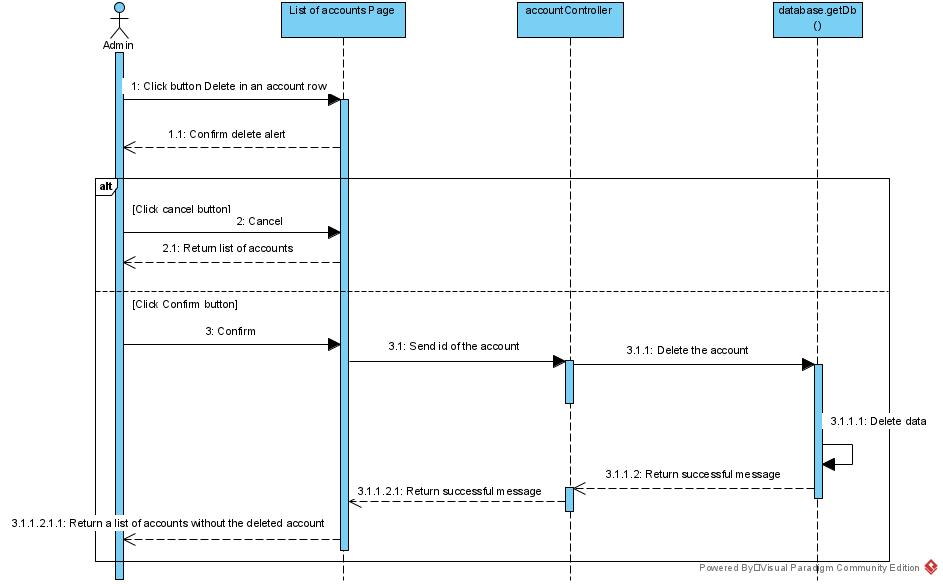 List of accounts Page
accountController
database.getDb
()
Admin
1: Click button Delete in an account row
1.1: Confirm delete alert
alt
[Click cancel button]
2: Cancel
2.1: Return list of accounts
[Click Confirm button]
3: Confirm
3.1: Send id of the account
3.1.1: Delete the account
3.1.1.1: Delete data
3.1.1.2: Return successful message
3.1.1.2.1: Return successful message
3.1.1.2.1.1: Return a list of accounts without the deleted account
Powered By Visual Paradigm Community Edition